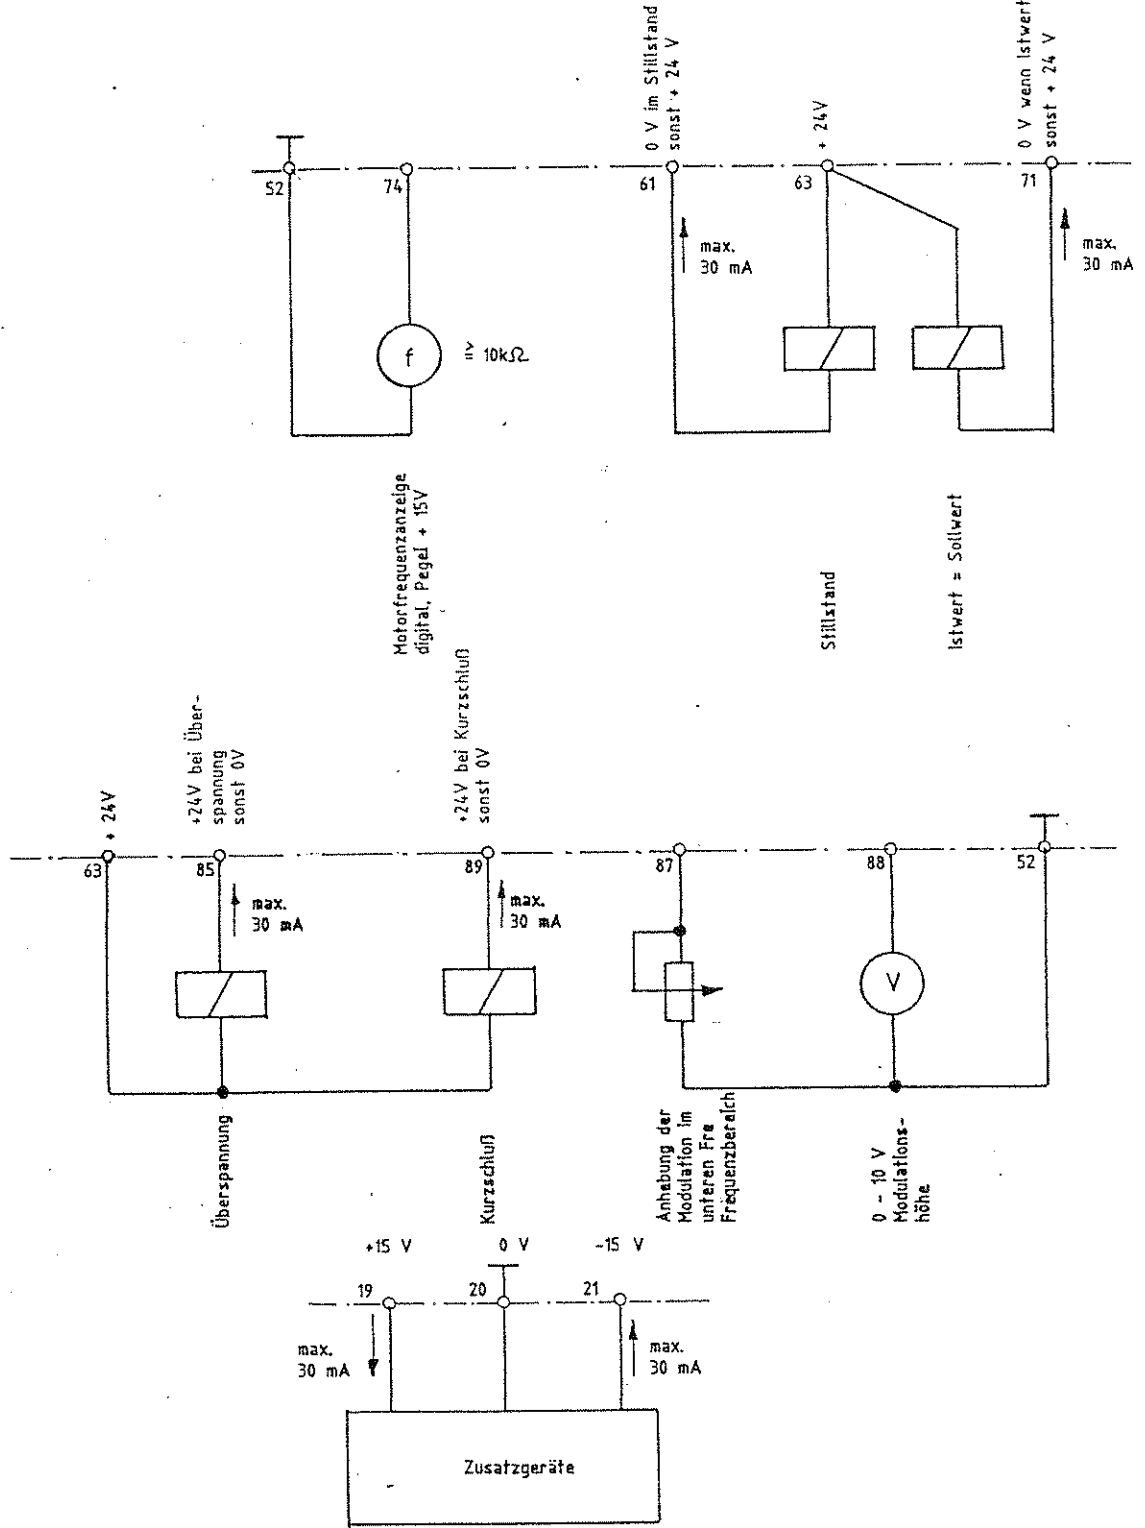 0 V im Stillstand
sonst + 24 V
+ 24V
0 V wenn Istwert
sonst + 24 V
52
74
61
63
71
max.
30 mA
max.
30 mA
f
≧ 10kΩ
Motorfrequenzanzeige
digital, Pegel + 15V
Stillstand
Istwert = Sollwert
+ 24V
+24V bei Über-
spannung
sonst 0V
+24V bei Kurzschluß
sonst 0V
63
85
89
87
88
52
max.
30 mA
max.
30 mA
V
Überspannung
Kurzschluß
Anhebung der
Modulation im
unteren Fre
Frequenzbereich
0 - 10 V
Modulations-
höhe
+15 V
0 V
-15 V
19
20
21
max.
30 mA
max.
30 mA
Zusatzgeräte